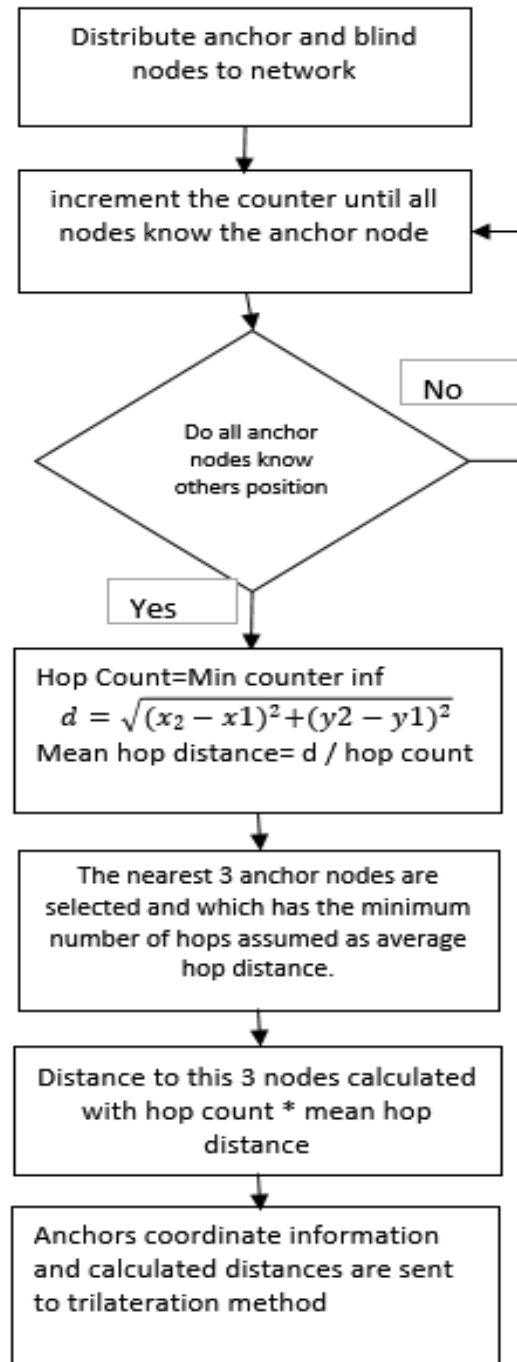 Distribute anchor and blind
nodes to network
increment the counter until all
nodes know the anchor node
No
Do all anchor
nodes know
others position
Yes
Hop Count=Min counter inf
𝑑 = √(𝑥₂ − 𝑥1)²+(𝑦2 − 𝑦1)²
Mean hop distance= d / hop count
The nearest 3 anchor nodes are
selected and which has the minimum
number of hops assumed as average
hop distance.
Distance to this 3 nodes calculated
with hop count * mean hop
distance
Anchors coordinate information
and calculated distances are sent
to trilateration method